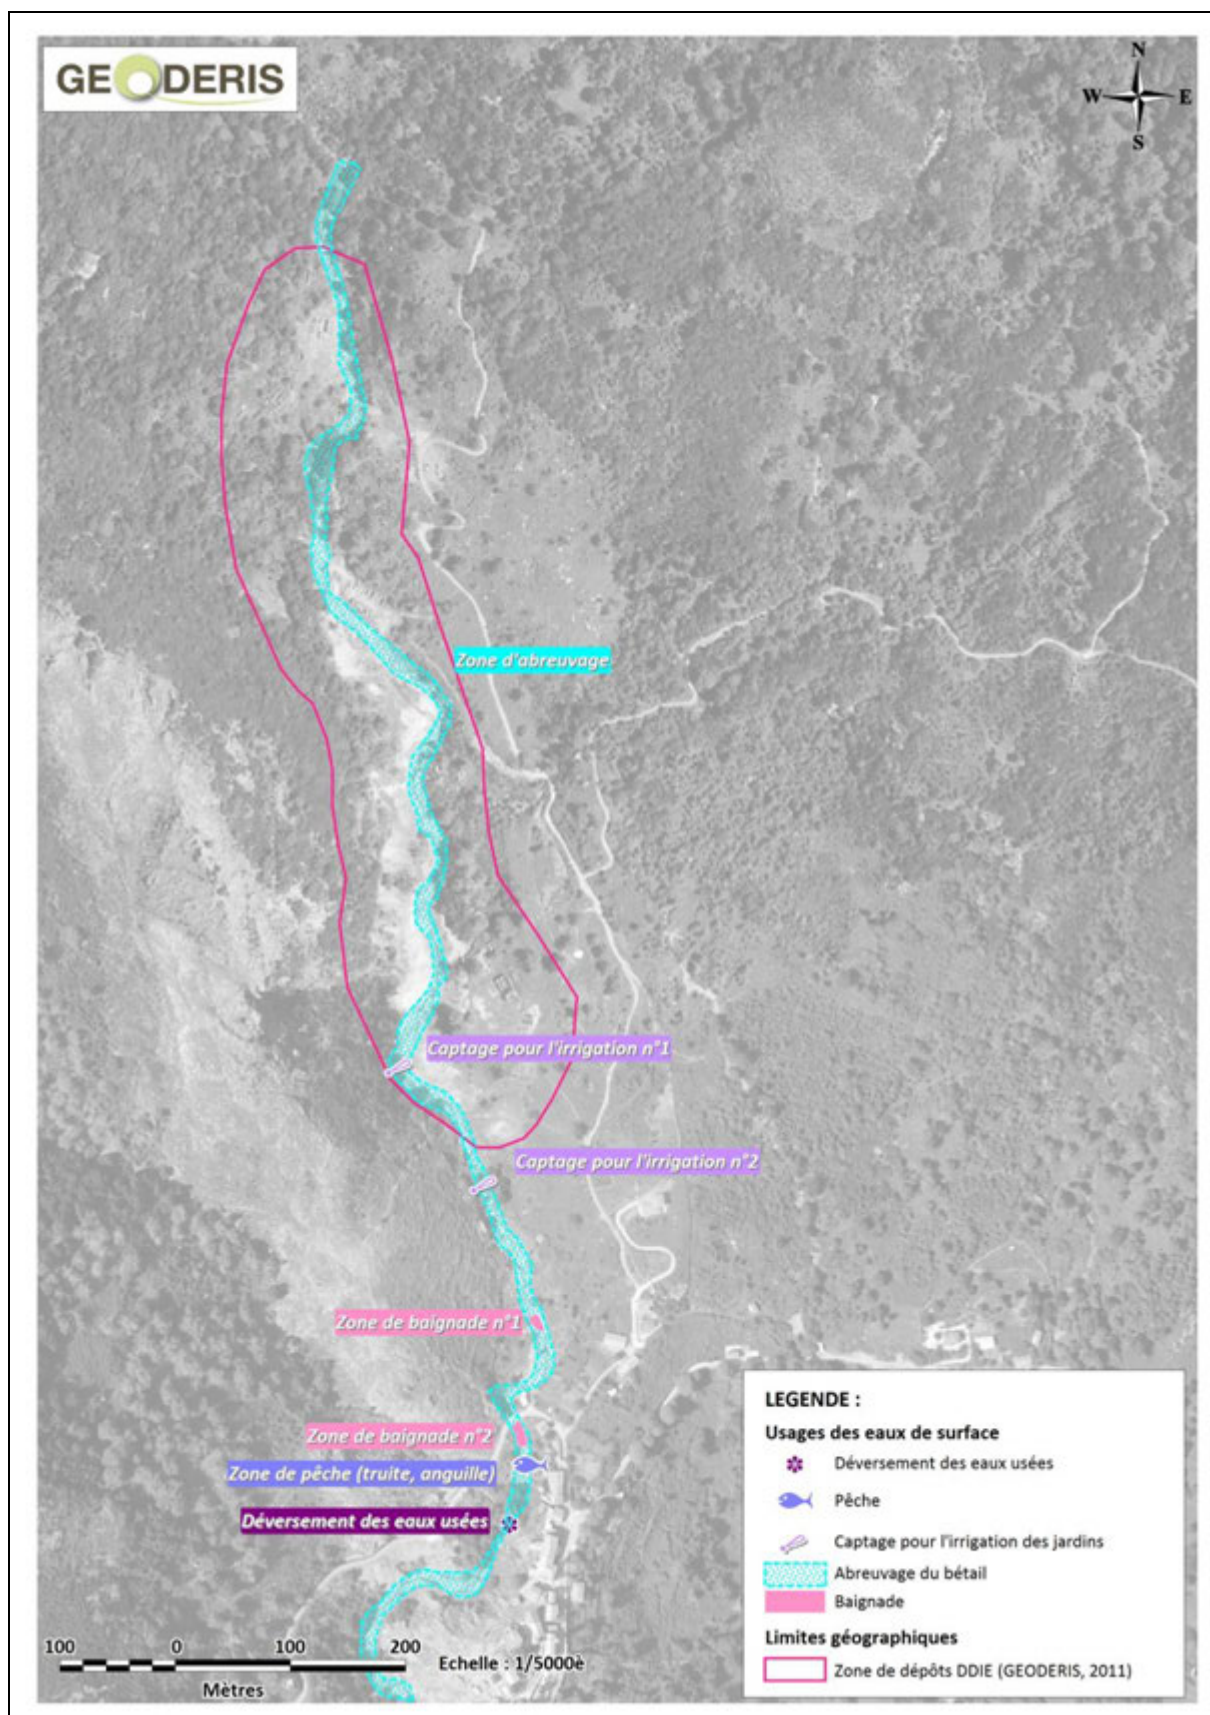 GEODERIS
N
W E
S
Zone d'abreuvage
Captage pour l'irrigation n°1
Captage pour l'irrigation n°2
Zone de baignade n°1
Zone de baignade n°2
Zone de pêche (truite, anguille)
Déversement des eaux usées
LEGENDE :
Usages des eaux de surface
Déversement des eaux usées
Pêche
Captage pour l'irrigation des jardins
Abreuvage du bétail
Baignade
Limites géographiques
Zone de dépôts DDIE (GEODERIS, 2011)
100 0 100 200
Echelle : 1/5000è
Mètres